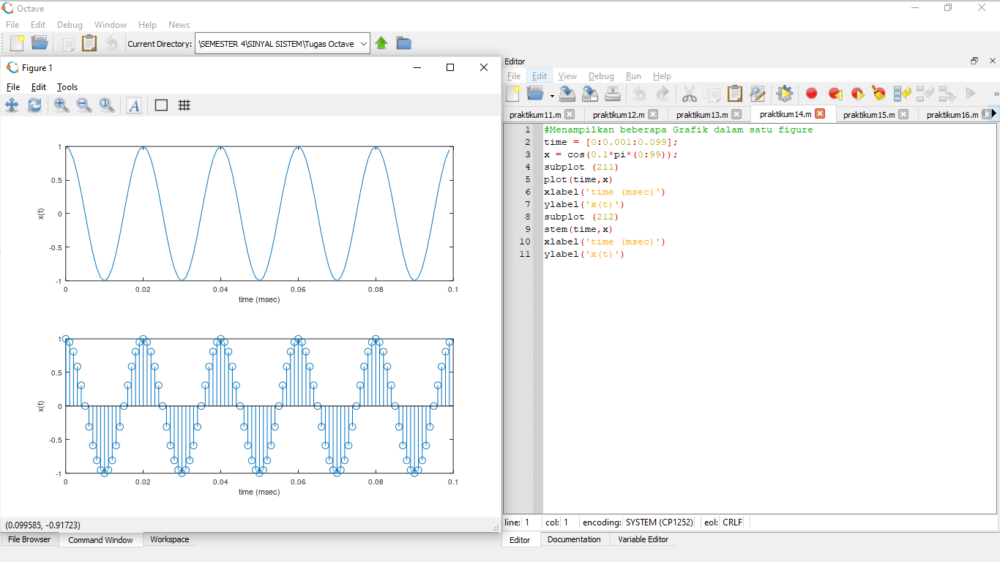 Octave
File Edit Debug Window Help News
Current Directory: :\SEMESTER 4\SINYAL SISTEM\Tugas Octave
Figure 1
File Edit Tools
A
1
0.5
0
-0.5
-1
x(t)
0 0.02 0.04 0.06 0.08 0.1
time (msec)
1
0.5
0
-0.5
-1
x(t)
0 0.02 0.04 0.06 0.08 0.1
time (msec)
(0.099585, -0.91723)
File Browser Command Window Workspace
Editor
File Edit View Debug Run Help
praktikum11.m praktikum12.m praktikum13.m praktikum14.m praktikum15.m praktikum16.m
1 #Menampilkan beberapa Grafik dalam satu figure
2 time = [0:0.001:0.099];
3 x = cos(0.1*pi*(0:99));
4 subplot (211)
5 plot(time,x)
6 xlabel('time (msec)')
7 ylabel('x(t)')
8 subplot (212)
9 stem(time,x)
10 xlabel('time (msec)')
11 ylabel('x(t)')
line: 1 col: 1 encoding: SYSTEM (CP1252) eol: CRLF
Editor Documentation Variable Editor